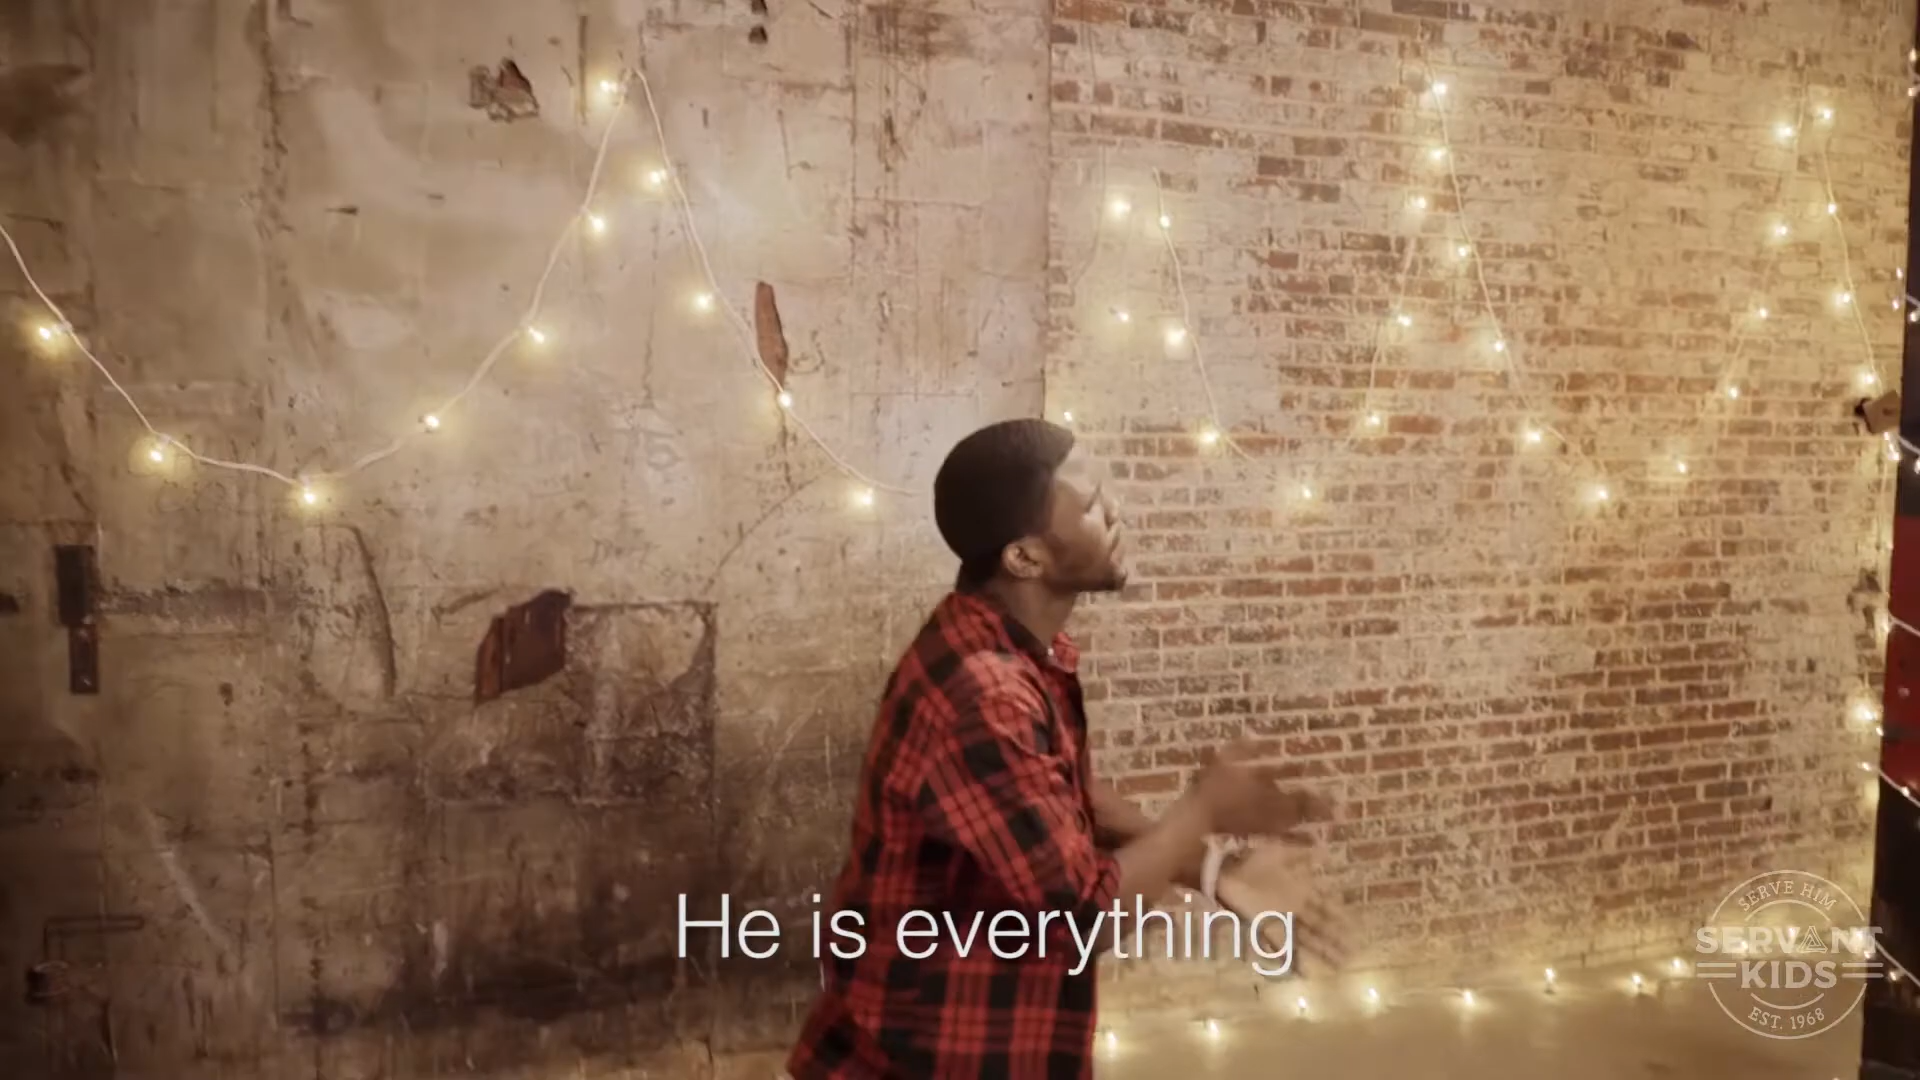 He is everything
SERVE HIM
SERVANT
KIDS
EST. 1968